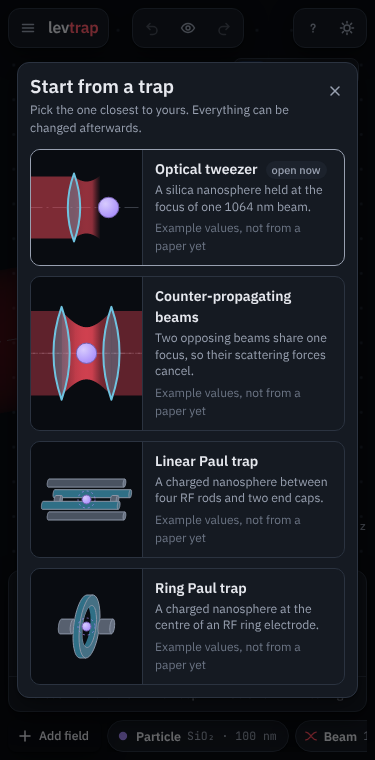 levtrap
?
Start from a trap
Pick the one closest to yours. Everything can be
changed afterwards.
Optical tweezer open now
A silica nanosphere held at the
focus of one 1064 nm beam.
Example values, not from a
paper yet
Counter-propagating
beams
Two opposing beams share one
focus, so their scattering forces
cancel.
Example values, not from a
paper yet
Linear Paul trap
A charged nanosphere between
four RF rods and two end caps.
Example values, not from a
paper yet
Ring Paul trap
A charged nanosphere at the
centre of an RF ring electrode.
Example values, not from a
paper yet
z
Add field
Particle SiO₂ · 100 nm
Beam